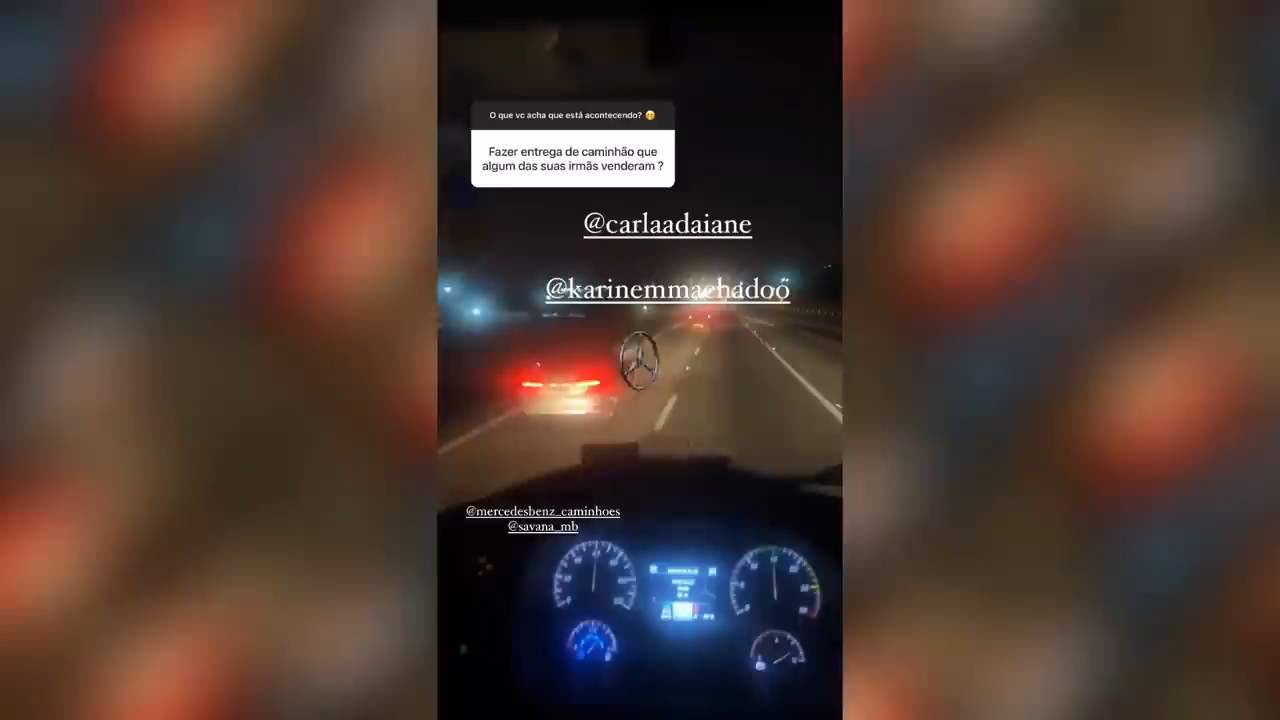 O que vc acha que está acontecendo? 🤭
Fazer entrega de caminhão que
algum das suas irmãs venderam ?
@carlaadaiane
@karinemmachadoo
@mercedesbenz_caminhoes
@savana_mb